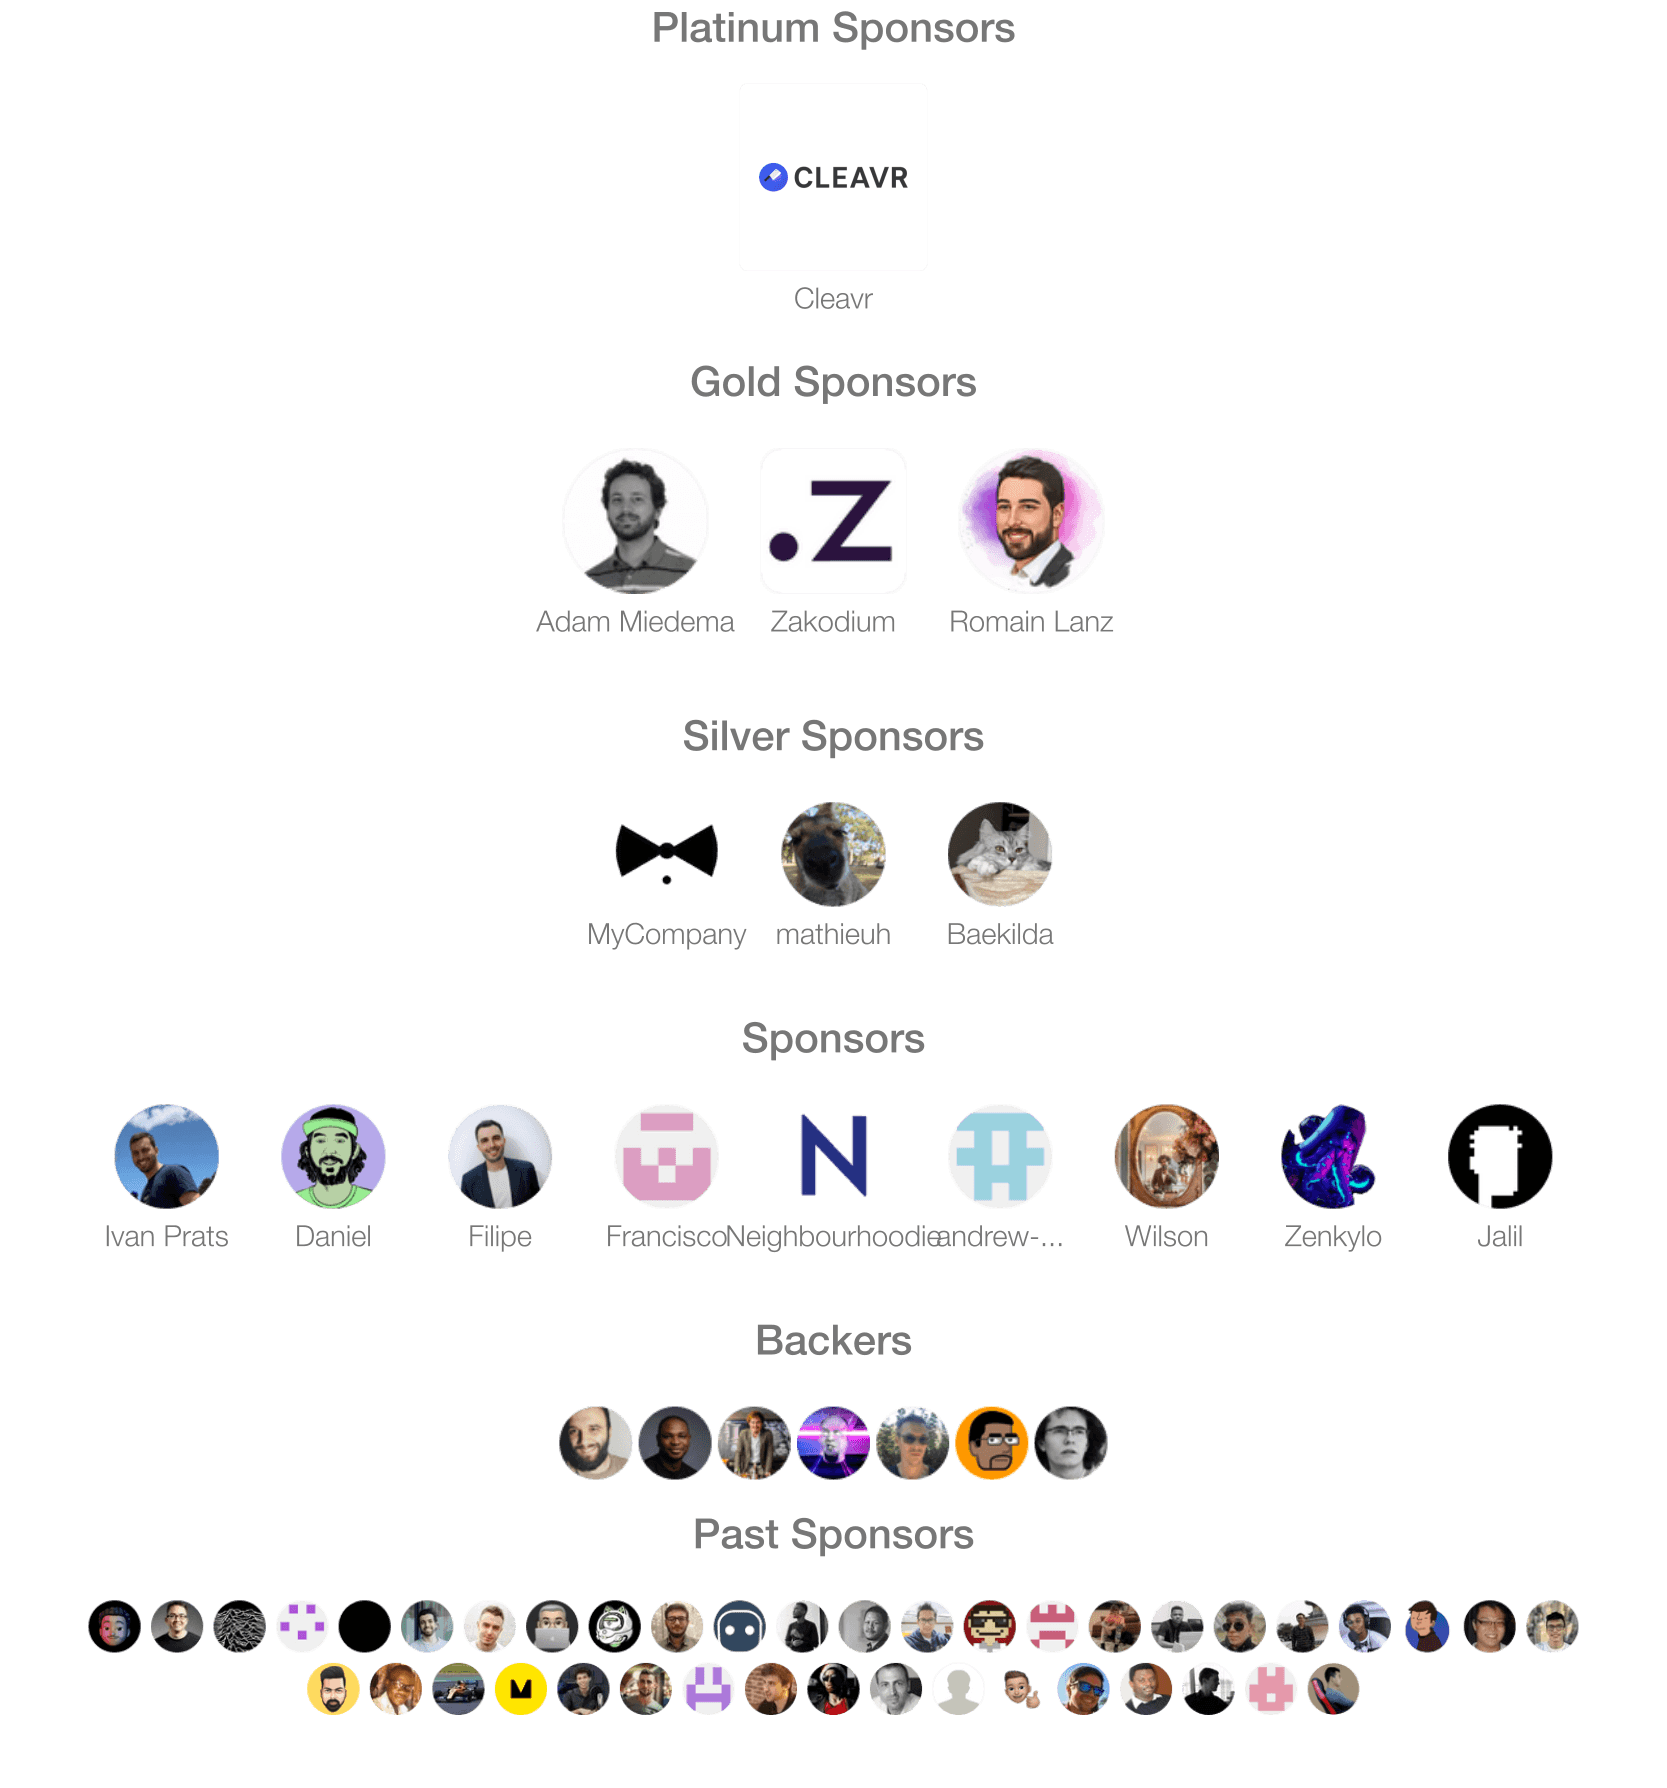 Platinum Sponsors
CLEAVR
Cleavr
Gold Sponsors
.Z
Adam Miedema Zakodium Romain Lanz
Silver Sponsors
MyCompany mathieuh Baekilda
Sponsors
N
Ivan Prats Daniel Filipe Francisco Neighbourhoodie andrew-... Wilson Zenkylo Jalil
Backers
Past Sponsors
M